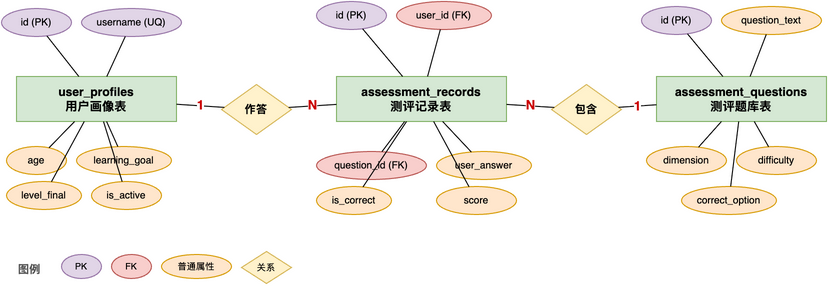 id (PK)
username (UQ)
id (PK)
user_id (FK)
id (PK)
question_text
user_profiles
用户画像表
1
作答
N
assessment_records
测评记录表
N
包含
1
assessment_questions
测评题库表
age
learning_goal
question_id (FK)
user_answer
dimension
difficulty
level_final
is_active
is_correct
score
correct_option
图例
PK
FK
普通属性
关系